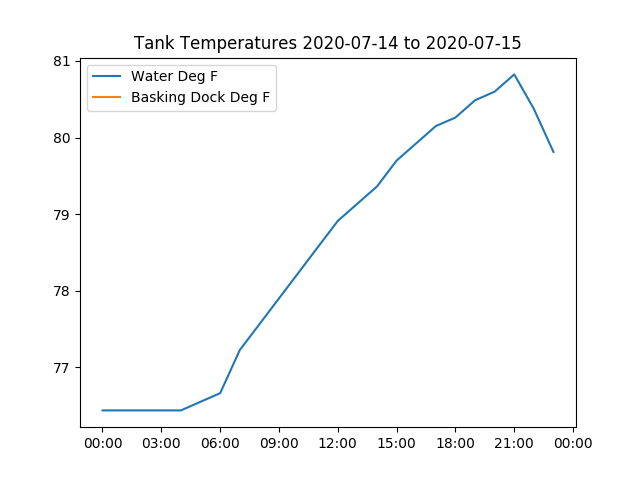 Tank Temperatures 2020-07-14 to 2020-07-15
Water Deg F
Basking Dock Deg F
81
80
79
78
77
00:00 03:00 06:00 09:00 12:00 15:00 18:00 21:00 00:00